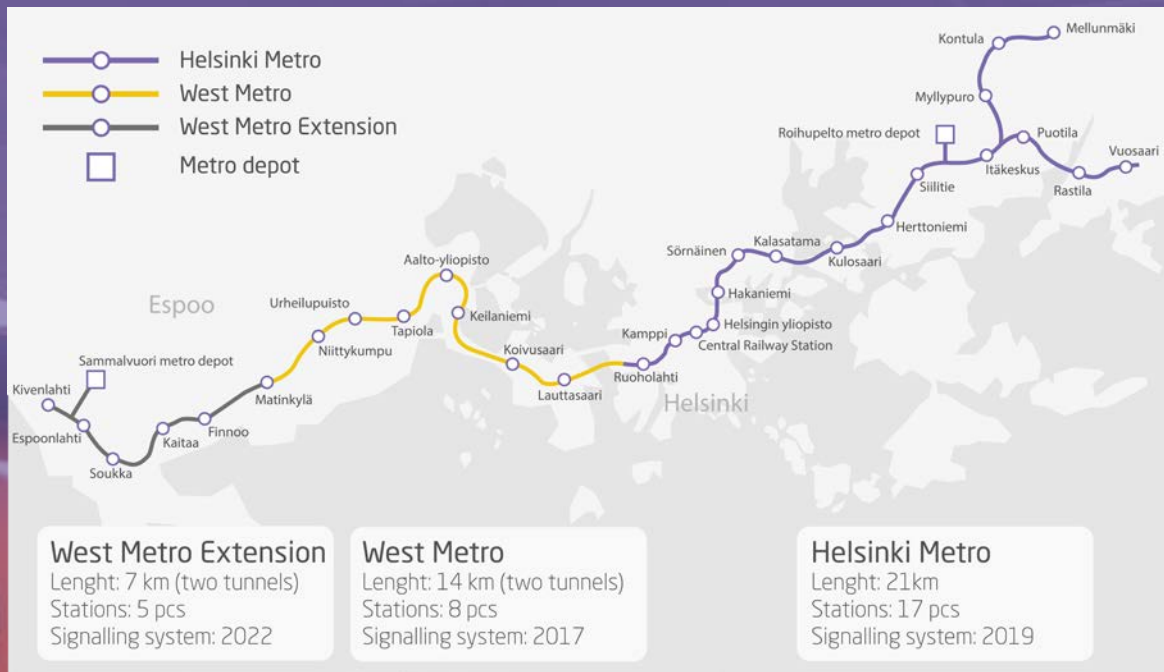 Helsinki Metro
West Metro
West Metro Extension
Metro depot
Mellunmäki
Kontula
Myllypuro
Roihupelto metro depot
Puotila
Vuosaari
Itäkeskus
Siilitie
Rastila
Herttoniemi
Kalasatama
Sörnäinen
Kulosaari
Aalto-yliopisto
Hakaniemi
Espoo
Urheilupuisto
Keilaniemi
Helsingin yliopisto
Tapiola
Kamppi
Central Railway Station
Niittykumpu
Koivusaari
Sammalvuori metro depot
Ruoholahti
Lauttasaari
Helsinki
Kivenlahti
Matinkylä
Espoonlahti
Kaitaa
Finnoo
Soukka
West Metro Extension
Lenght: 7 km (two tunnels)
Stations: 5 pcs
Signalling system: 2022
West Metro
Lenght: 14 km (two tunnels)
Stations: 8 pcs
Signalling system: 2017
Helsinki Metro
Lenght: 21km
Stations: 17 pcs
Signalling system: 2019